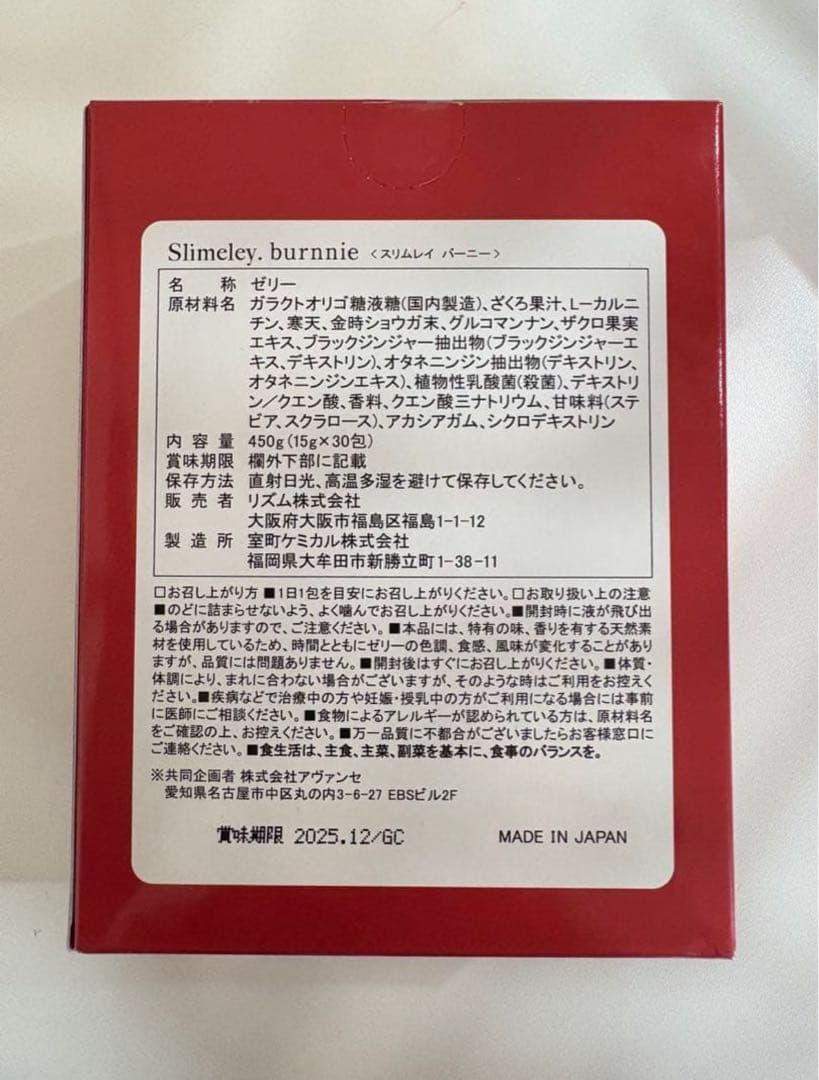 Slimeley. burnnie <スリムレイ バーニー>
名 称 ゼリー
原材料名 ガラクトオリゴ糖液糖(国内製造)、ざくろ果汁、L-カルニ
チン、寒天、金時ショウガ末、グルコマンナン、ザクロ果実
エキス、ブラックジンジャー抽出物(ブラックジンジャーエ
キス、デキストリン)、オタネニンジン抽出物(デキストリン、
オタネニンジンエキス)、植物性乳酸菌(殺菌)、デキストリ
ン/クエン酸、香料、クエン酸三ナトリウム、甘味料(ステ
ビア、スクラロース)、アカシアガム、シクロデキストリン
内 容 量 450g(15g×30包)
賞味期限 欄外下部に記載
保存方法 直射日光、高温多湿を避けて保存してください。
販 売 者 リズム株式会社
大阪府大阪市福島区福島1-1-12
製 造 所 室町ケミカル株式会社
福岡県大牟田市新勝立町1-38-11
□お召し上がり方 ■1日1包を目安にお召し上がりください。□お取り扱い上の注意
■のどに詰まらせないよう、よく噛んでお召し上がりください。■開封時に液が飛び出
る場合がありますので、ご注意ください。■本品には、特有の味、香りを有する天然素
材を使用しているため、時間とともにゼリーの色調、食感、風味が変化することがあり
ますが、品質には問題ありません。■開封後はすぐにお召し上がりください。■体質・
体調により、まれに合わない場合がございますが、そのような時はご利用をお控えく
ださい。■疾病などで治療中の方や妊娠・授乳中の方がご利用になる場合には事前
に医師にご相談ください。■食物によるアレルギーが認められている方は、原材料名
をご確認の上、お控えください。■万一品質に不都合がございましたらお客様窓口に
ご連絡ください。■食生活は、主食、主菜、副菜を基本に、食事のバランスを。
※共同企画者 株式会社アヴァンセ
愛知県名古屋市中区丸の内3-6-27 EBSビル2F
賞味期限 2025.12/GC MADE IN JAPAN